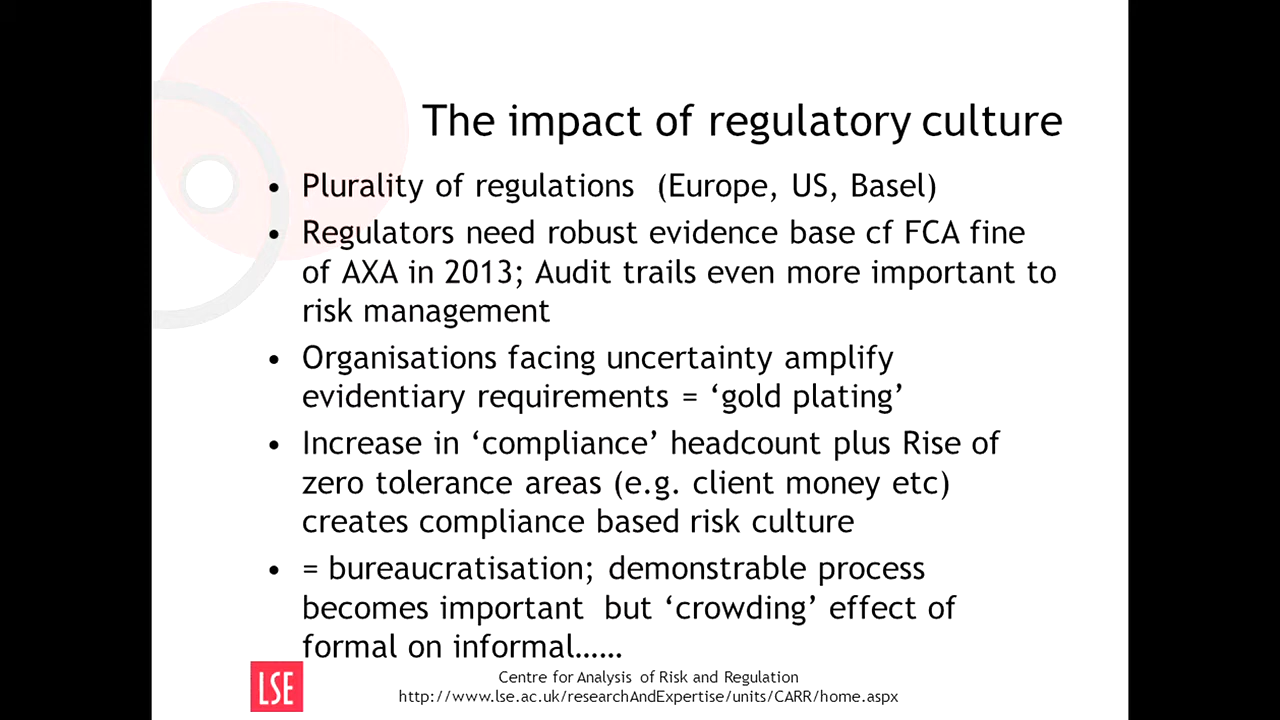 The impact of regulatory culture
• Plurality of regulations (Europe, US, Basel)
• Regulators need robust evidence base cf FCA fine
of AXA in 2013; Audit trails even more important to
risk management
• Organisations facing uncertainty amplify
evidentiary requirements = ‘gold plating’
• Increase in ‘compliance’ headcount plus Rise of
zero tolerance areas (e.g. client money etc)
creates compliance based risk culture
• = bureaucratisation; demonstrable process
becomes important but ‘crowding’ effect of
formal on informal……
LSE
Centre for Analysis of Risk and Regulation
http://www.lse.ac.uk/researchAndExpertise/units/CARR/home.aspx